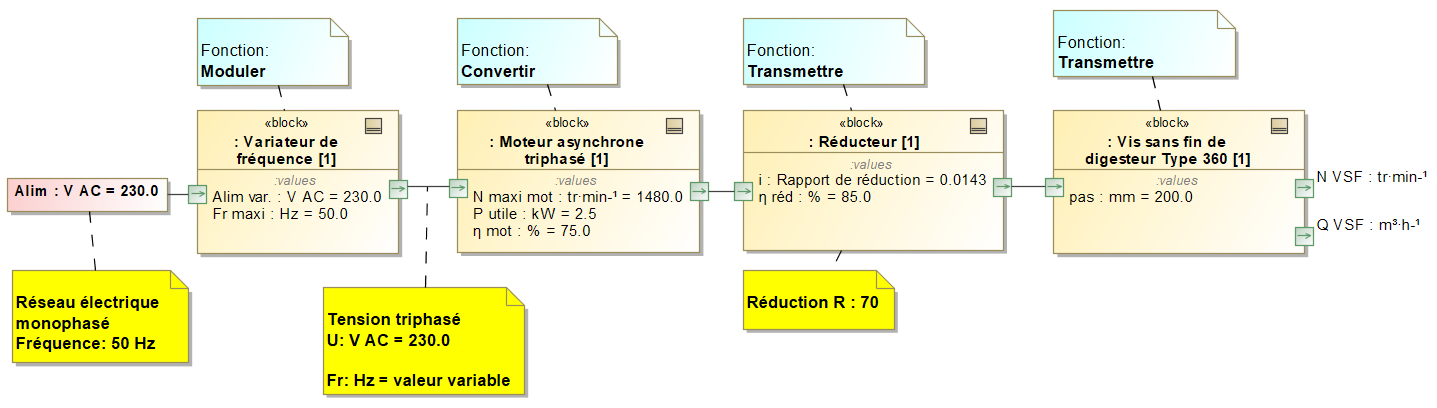 Fonction:
Moduler
Fonction:
Convertir
Fonction:
Transmettre
Fonction:
Transmettre
Alim : V AC = 230.0
«block»
: Variateur de
fréquence [1]
:values
Alim var. : V AC = 230.0
Fr maxi : Hz = 50.0
«block»
: Moteur asynchrone
triphasé [1]
:values
N maxi mot : tr·min-¹ = 1480.0
P utile : kW = 2.5
η mot : % = 75.0
«block»
: Réducteur [1]
:values
i : Rapport de réduction = 0.0143
η réd : % = 85.0
«block»
: Vis sans fin de
digesteur Type 360 [1]
:values
pas : mm = 200.0
N VSF : tr·min-¹
Q VSF : m³·h-¹
Réseau électrique
monophasé
Fréquence: 50 Hz
Tension triphasé
U: V AC = 230.0
Fr: Hz = valeur variable
Réduction R : 70